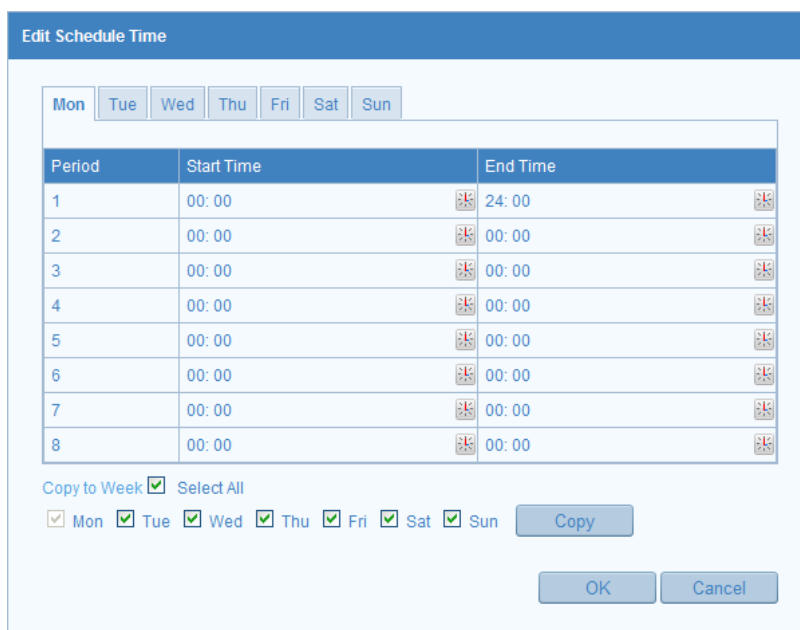 Edit Schedule Time
Mon Tue Wed Thu Fri Sat Sun
Period Start Time End Time
1 00: 00 24: 00
2 00: 00 00: 00
3 00: 00 00: 00
4 00: 00 00: 00
5 00: 00 00: 00
6 00: 00 00: 00
7 00: 00 00: 00
8 00: 00 00: 00
Copy to Week Select All
Mon Tue Wed Thu Fri Sat Sun Copy
OK Cancel